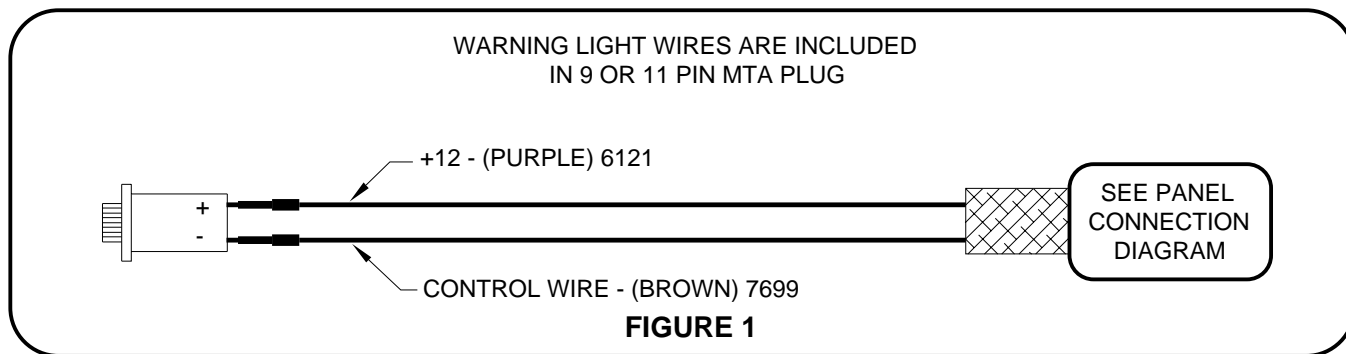 WARNING LIGHT WIRES ARE INCLUDED
IN 9 OR 11 PIN MTA PLUG
+12 - (PURPLE) 6121
+
-
SEE PANEL
CONNECTION
DIAGRAM
CONTROL WIRE - (BROWN) 7699
FIGURE 1